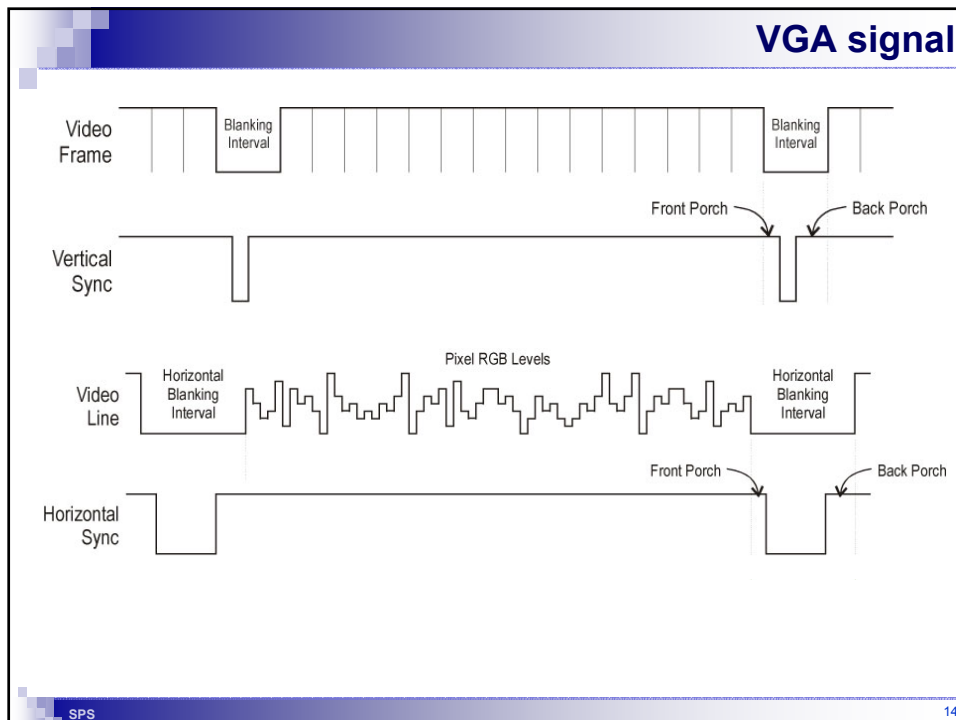 VGA signal
Video
Frame
Blanking
Interval
Blanking
Interval
Front Porch
Back Porch
Vertical
Sync
Pixel RGB Levels
Video
Line
Horizontal
Blanking
Interval
Horizontal
Blanking
Interval
Front Porch
Back Porch
Horizontal
Sync
SPS
14